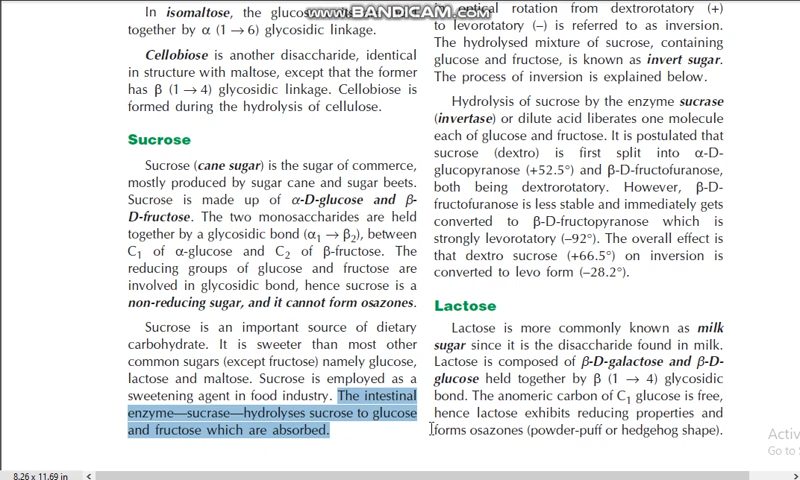 In isomaltose, the glucose
together by α (1 → 6) glycosidic linkage.
Cellobiose is another disaccharide, identical
in structure with maltose, except that the former
has β (1 → 4) glycosidic linkage. Cellobiose is
formed during the hydrolysis of cellulose.
Sucrose
Sucrose (cane sugar) is the sugar of commerce,
mostly produced by sugar cane and sugar beets.
Sucrose is made up of α-D-glucose and β-
D-fructose. The two monosaccharides are held
together by a glycosidic bond (α₁ → β₂), between
C₁ of α-glucose and C₂ of β-fructose. The
reducing groups of glucose and fructose are
involved in glycosidic bond, hence sucrose is a
non-reducing sugar, and it cannot form osazones.
Sucrose is an important source of dietary
carbohydrate. It is sweeter than most other
common sugars (except fructose) namely glucose,
lactose and maltose. Sucrose is employed as a
sweetening agent in food industry. The intestinal
enzyme—sucrase—hydrolyses sucrose to glucose
and fructose which are absorbed.
optical rotation from dextrorotatory (+)
to levorotatory (–) is referred to as inversion.
The hydrolysed mixture of sucrose, containing
glucose and fructose, is known as invert sugar.
The process of inversion is explained below.
Hydrolysis of sucrose by the enzyme sucrase
(invertase) or dilute acid liberates one molecule
each of glucose and fructose. It is postulated that
sucrose (dextro) is first split into α-D-
glucopyranose (+52.5°) and β-D-fructofuranose,
both being dextrorotatory. However, β-D-
fructofuranose is less stable and immediately gets
converted to β-D-fructopyranose which is
strongly levorotatory (–92°). The overall effect is
that dextro sucrose (+66.5°) on inversion is
converted to levo form (–28.2°).
Lactose
Lactose is more commonly known as milk
sugar since it is the disaccharide found in milk.
Lactose is composed of β-D-galactose and β-D-
glucose held together by β (1 → 4) glycosidic
bond. The anomeric carbon of C₁ glucose is free,
hence lactose exhibits reducing properties and
forms osazones (powder-puff or hedgehog shape).
www.BANDICAM.com
Activ
Go to S
8.26 x 11.69 in